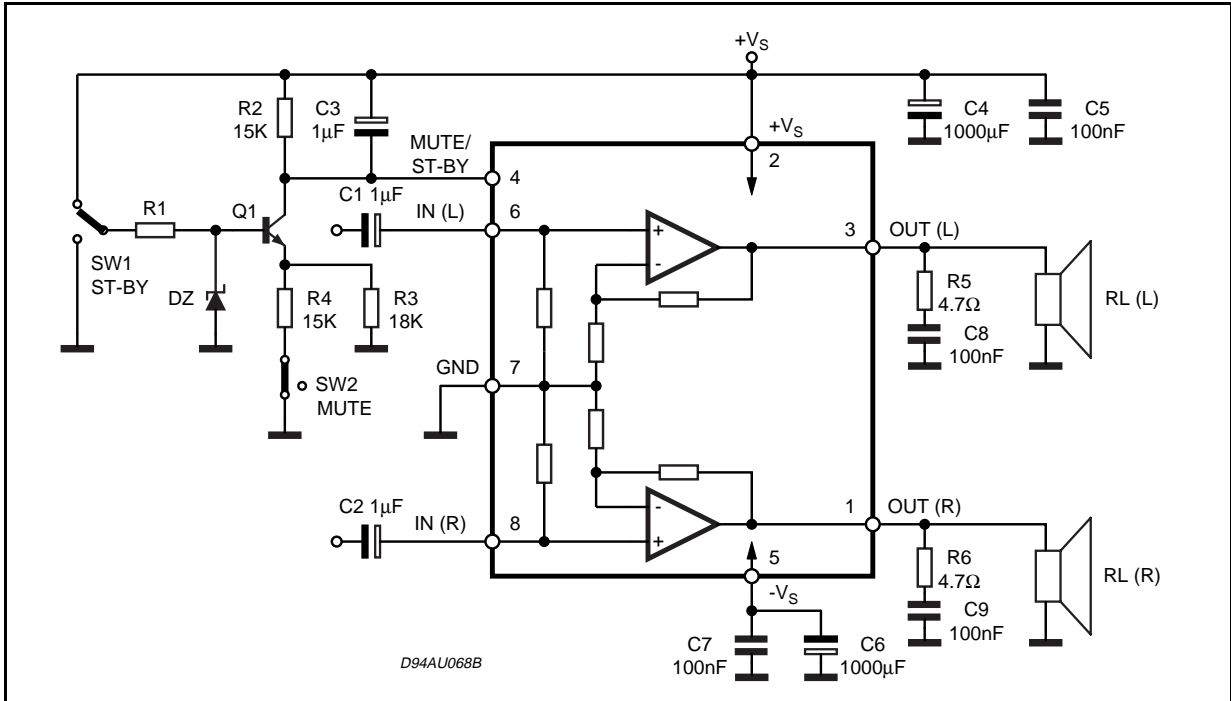 +VS
R2
15K
C3
1µF
C4
1000µF
C5
100nF
MUTE/
ST-BY
+VS
2
4
C1 1µF
IN (L)
6
R1
Q1
3
OUT (L)
SW1
ST-BY
DZ
R4
15K
R3
18K
+
-
R5
4.7Ω
C8
100nF
RL (L)
GND
7
SW2
MUTE
C2 1µF
IN (R)
8
-
+
1
OUT (R)
5
-VS
R6
4.7Ω
C9
100nF
RL (R)
C7
100nF
C6
1000µF
D94AU068B